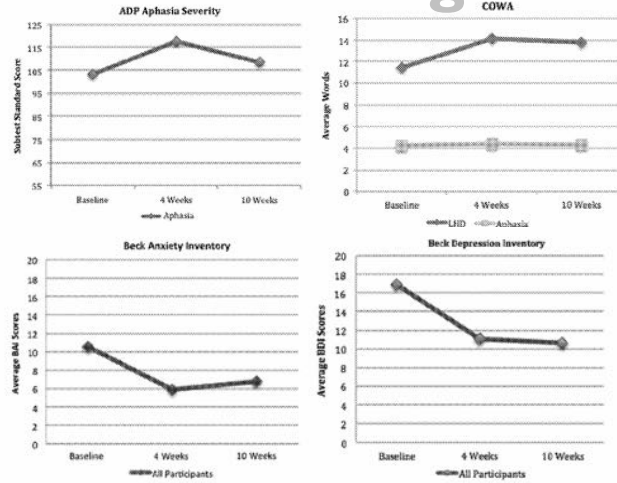 ADP Aphasia Severity
Subtest Standard Score
125
115
105
95
85
75
65
55
Baseline
4 Weeks
10 Weeks
Aphasia
COWA
Average Words
16
14
12
10
8
6
4
2
0
Baseline
4 Weeks
10 Weeks
LHD
Aphasia
Beck Anxiety Inventory
Average BAI Scores
20
18
16
14
12
10
8
6
4
2
0
Baseline
4 Weeks
10 Weeks
All Participants
Beck Depression Inventory
Average BDI Scores
20
18
16
14
12
10
8
6
4
2
0
Baseline
4 Weeks
10 Weeks
All Participants